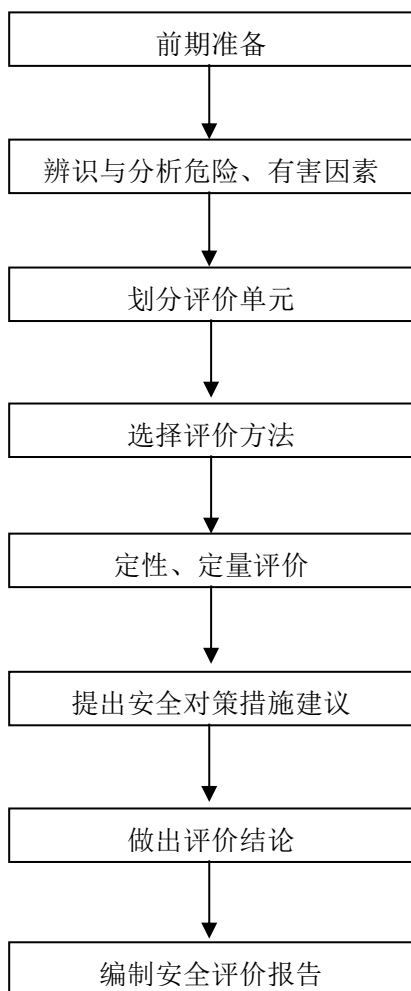 前期准备
辨识与分析危险、有害因素
划分评价单元
选择评价方法
定性、定量评价
提出安全对策措施建议
做出评价结论
编制安全评价报告